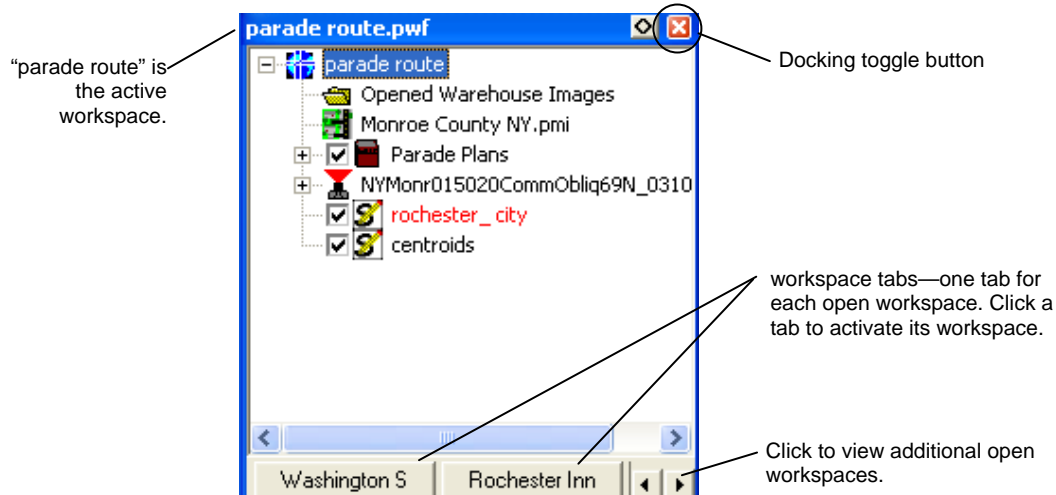 parade route.pwf
"parade route" is
the active
workspace.
Docking toggle button
parade route
Opened Warehouse Images
Monroe County NY.pmi
Parade Plans
NYMonr015020CommObliq69N_0310
rochester_ city
centroids
workspace tabs—one tab for
each open workspace. Click a
tab to activate its workspace.
Click to view additional open
workspaces.
Washington S
Rochester Inn